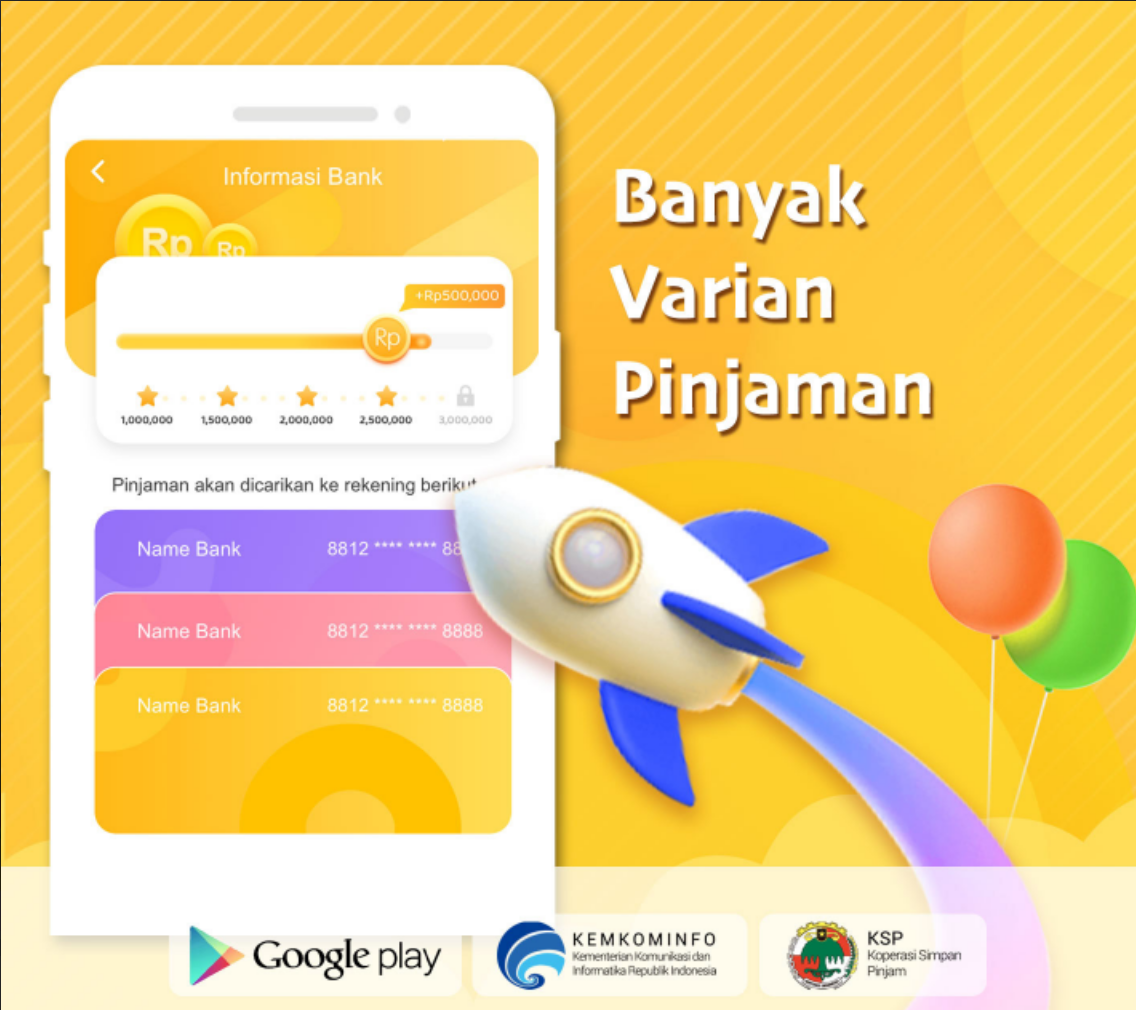 Informasi Bank
Rp
Rp
+Rp500,000
Rp
1,000,000 1,500,000 2,000,000 2,500,000 3,000,000
Pinjaman akan dicarikan ke rekening berikut
Name Bank 8812 **** **** 88
Name Bank 8812 **** **** 8888
Name Bank 8812 **** **** 8888
Banyak
Varian
Pinjaman
Google play
KEMKOMINFO
Kementerian Komunikasi dan
Informatika Republik Indonesia
KSP
Koperasi Simpan
Pinjam